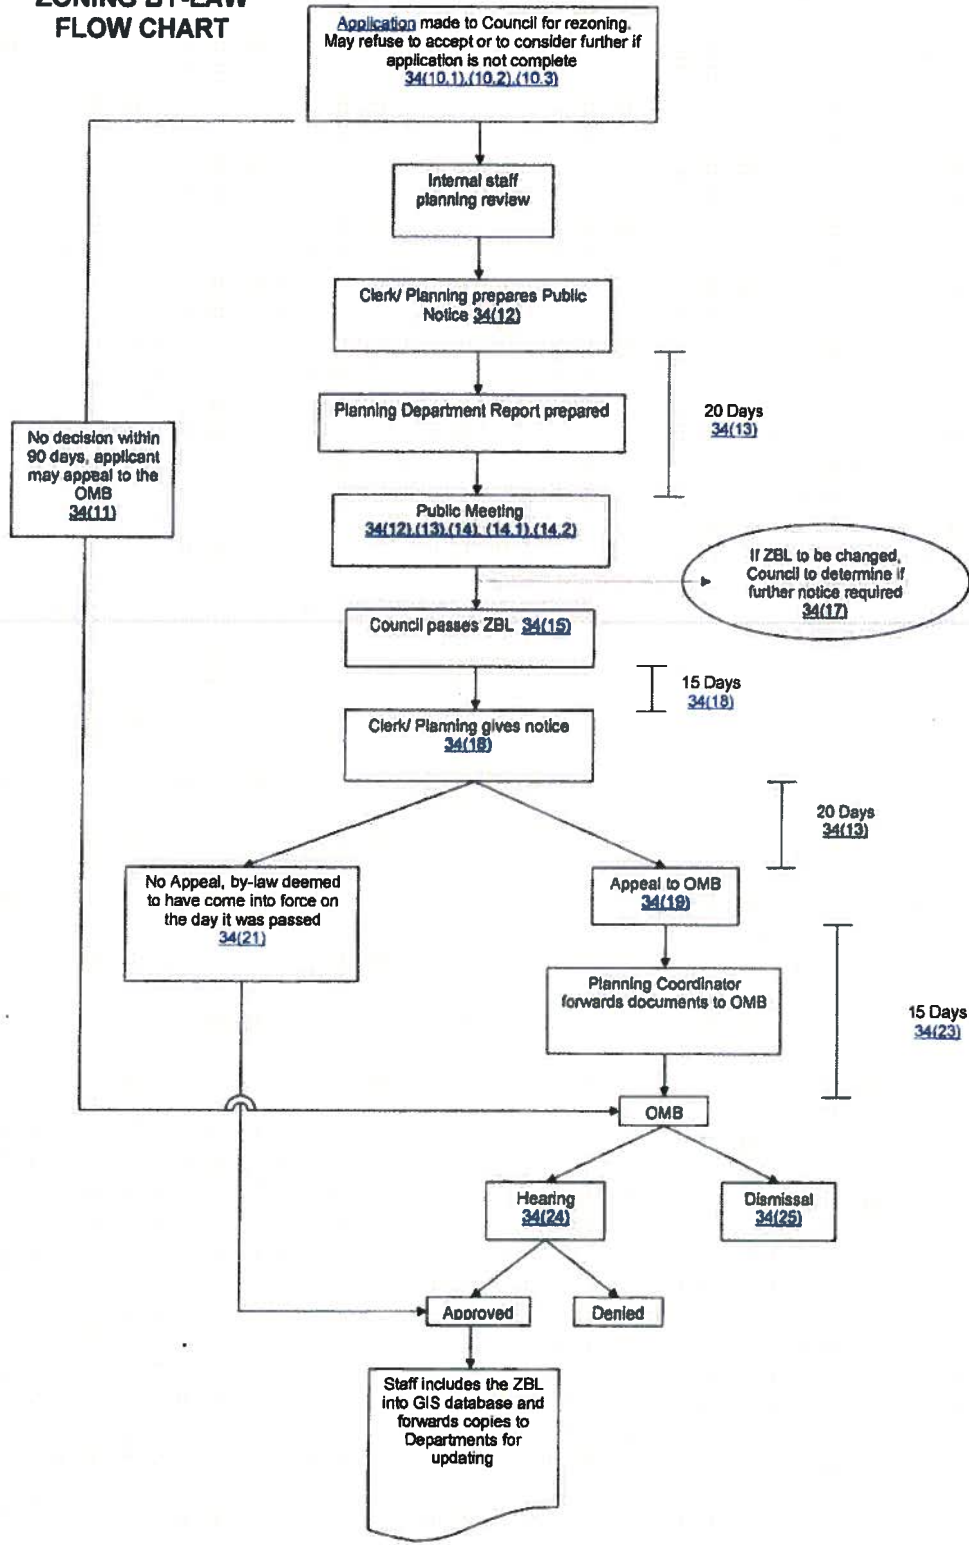 ZONING BY-LAW
FLOW CHART
Application made to Council for rezoning.
May refuse to accept or to consider further if
application is not complete
34(10.1),(10.2),(10.3)
Internal staff
planning review
Clerk/ Planning prepares Public
Notice 34(12)
Planning Department Report prepared
20 Days
34(13)
No decision within
90 days, applicant
may appeal to the
OMB
34(11)
Public Meeting
34(12),(13),(14), (14.1),(14.2)
If ZBL to be changed,
Council to determine if
further notice required
34(17)
Council passes ZBL 34(15)
15 Days
34(18)
Clerk/ Planning gives notice
34(18)
20 Days
34(13)
No Appeal, by-law deemed
to have come into force on
the day it was passed
34(21)
Appeal to OMB
34(19)
Planning Coordinator
forwards documents to OMB
15 Days
34(23)
OMB
Hearing
34(24)
Dismissal
34(25)
Approved
Denied
Staff includes the ZBL
into GIS database and
forwards copies to
Departments for
updating